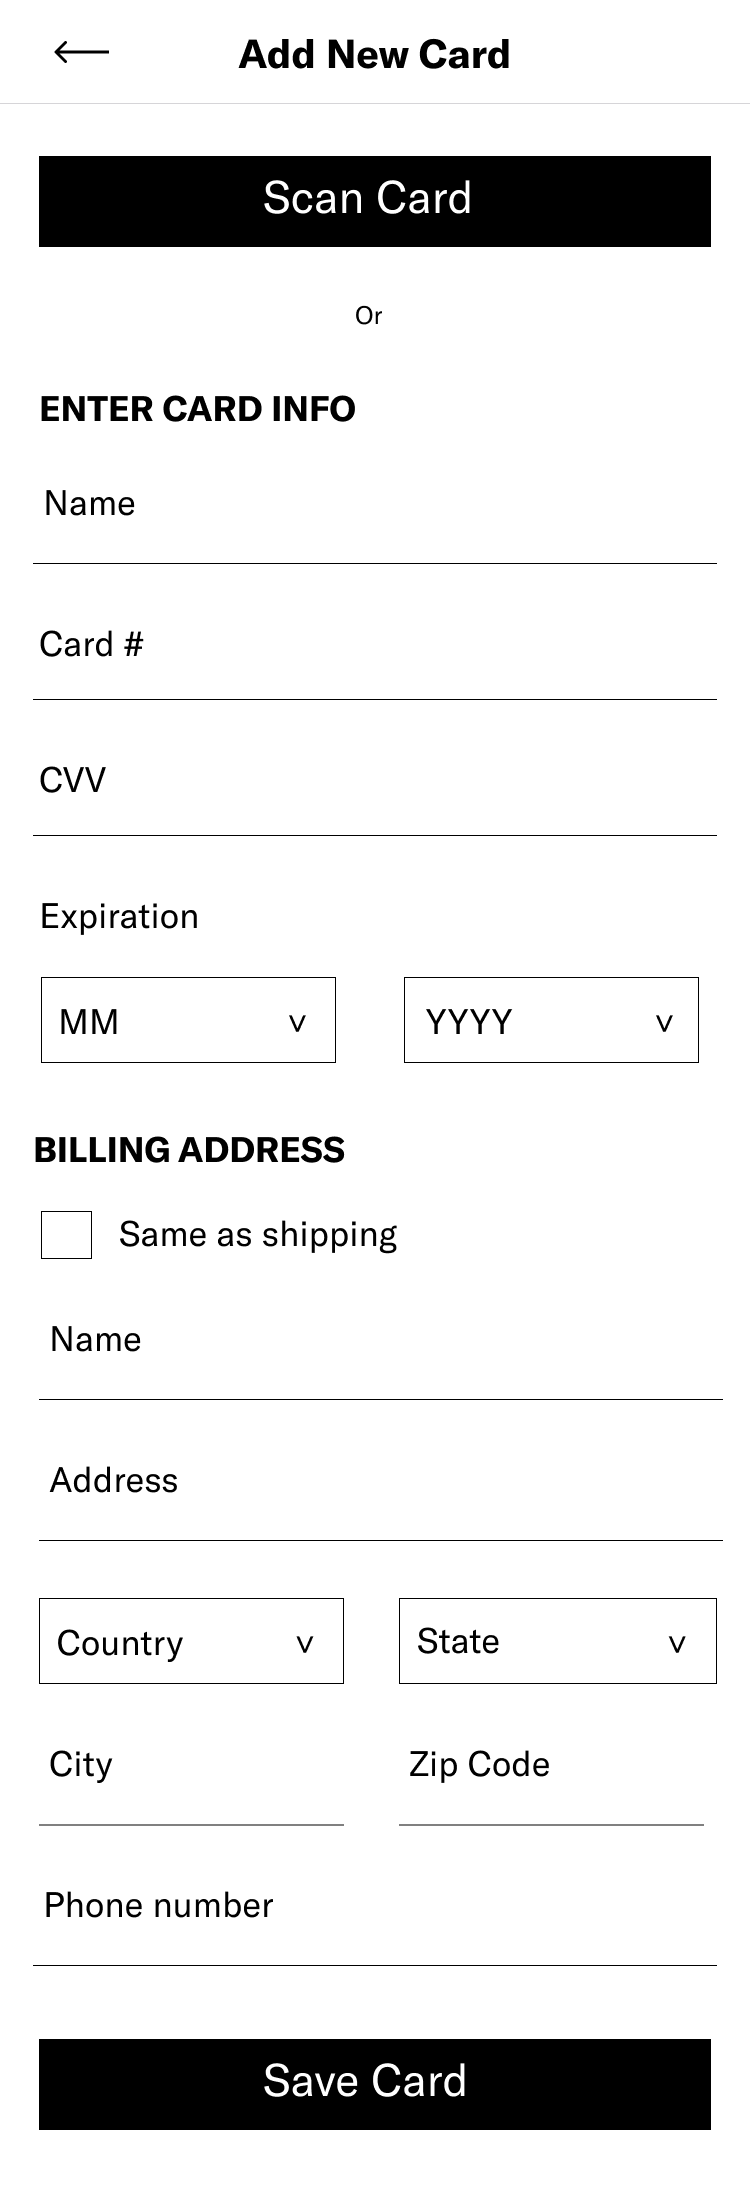 Add New Card
Scan Card
Or
ENTER CARD INFO
Name
Card #
CVV
Expiration
MM v YYYY v
BILLING ADDRESS
Same as shipping
Name
Address
Country v State v
City Zip Code
Phone number
Save Card